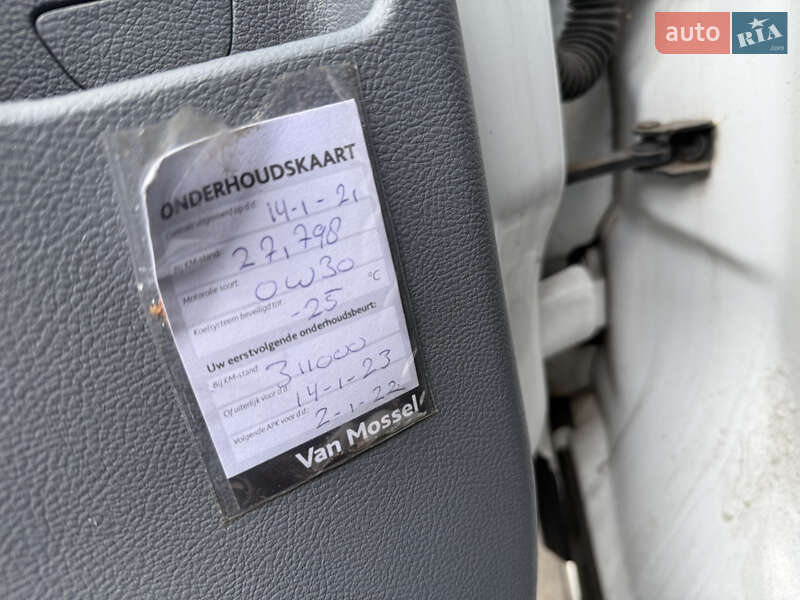 auto RIA
.com
ONDERHOUDSKAART
14-1-21
Bij KM-stand: 27,798
Motorolie soort: 0W30
Koelsysteem beveiligd tot: -25 °C
Uw eerstvolgende onderhoudsbeurt:
Bij KM-stand:
Of uiterlijk voor d.d.: 14-1-23
Volgende APK voor d.d.: 2-1-22
Van Mossel